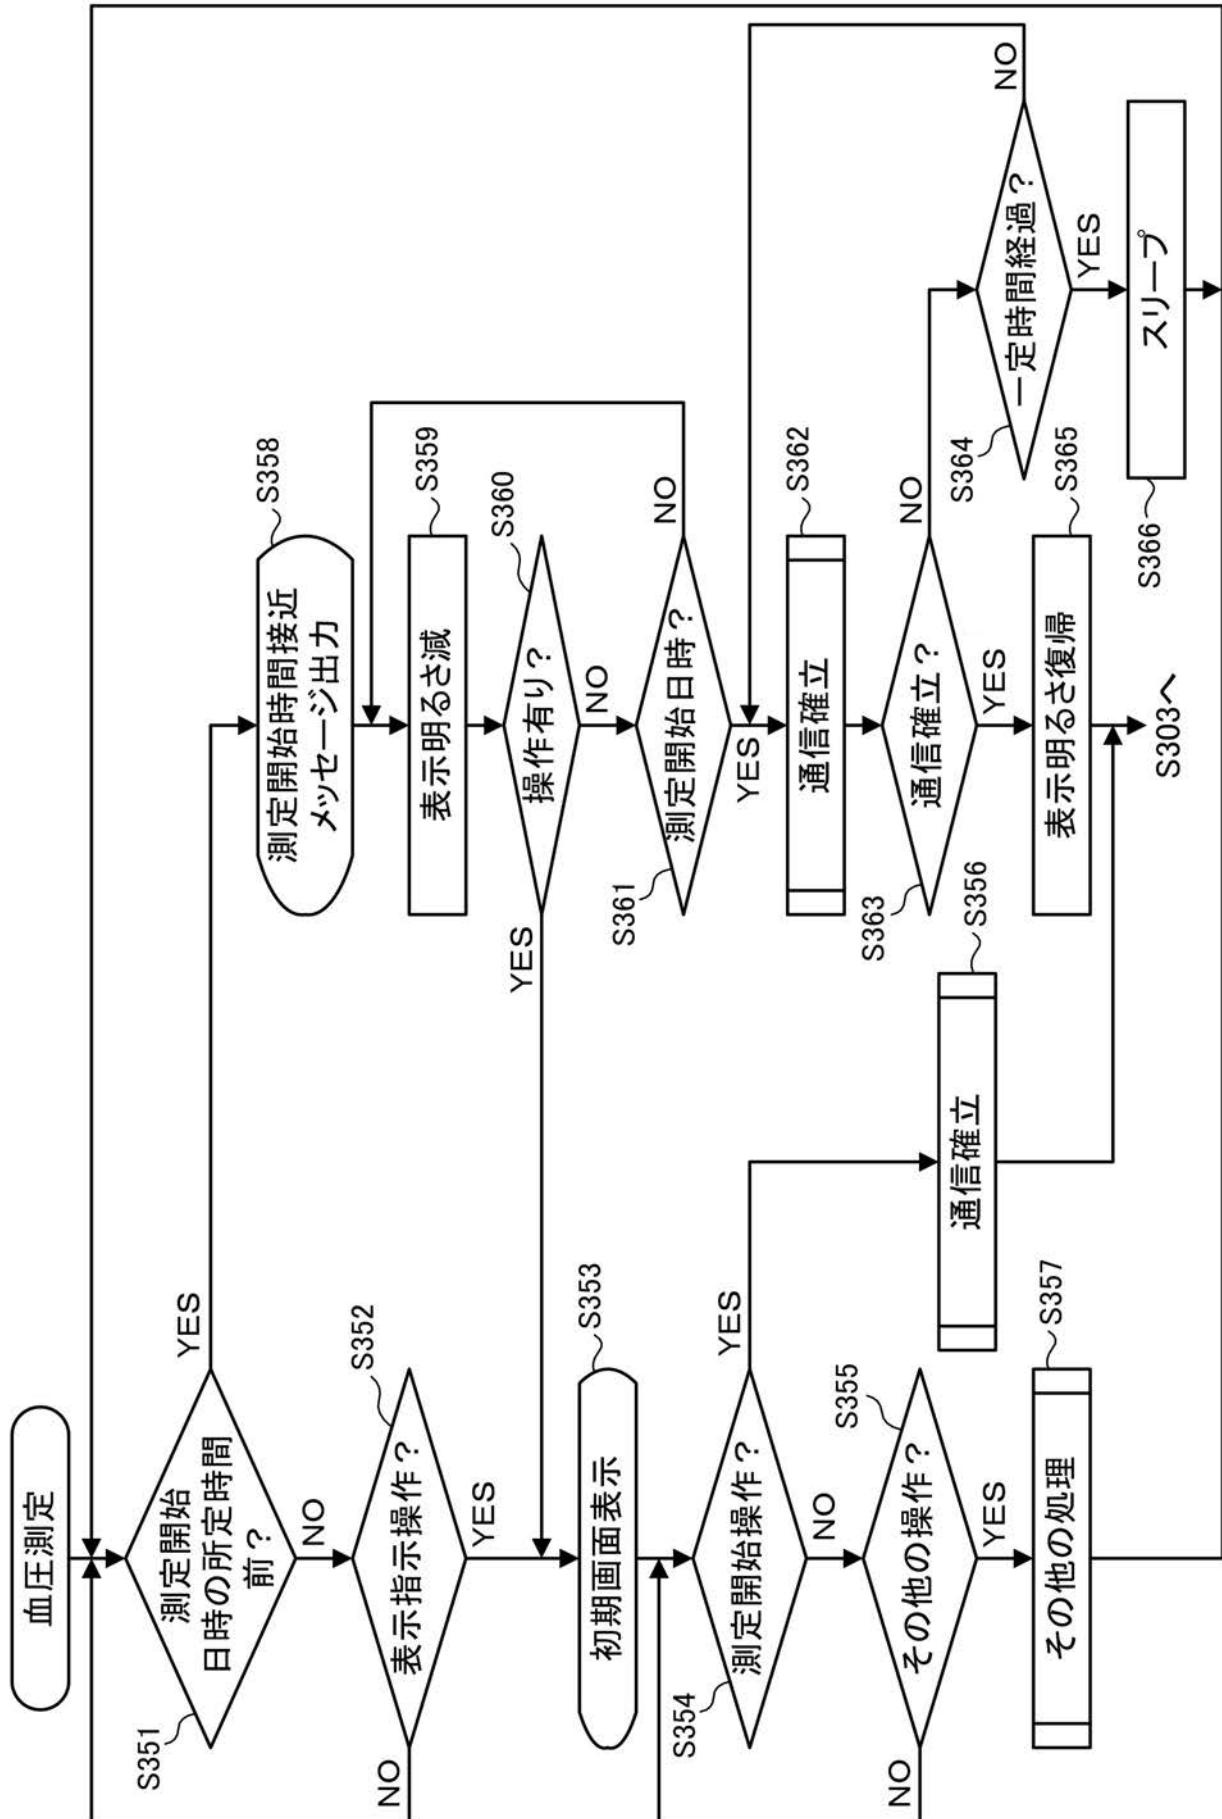 血圧測定
測定開始
日時の所定時間
前？
S351
YES
NO
表示指示操作？
S352
NO
YES
初期画面表示
S353
測定開始操作？
S354
YES
NO
その他の操作？
S355
NO
YES
その他の処理
S357
通信確立
S356
測定開始時間接近
メッセージ出力
S358
表示明るさ減
S359
操作有り？
S360
YES
NO
測定開始日時？
S361
NO
YES
通信確立
S362
通信確立？
S363
NO
YES
表示明るさ復帰
S365
S303へ
一定時間経過？
S364
NO
YES
スリープ
S366